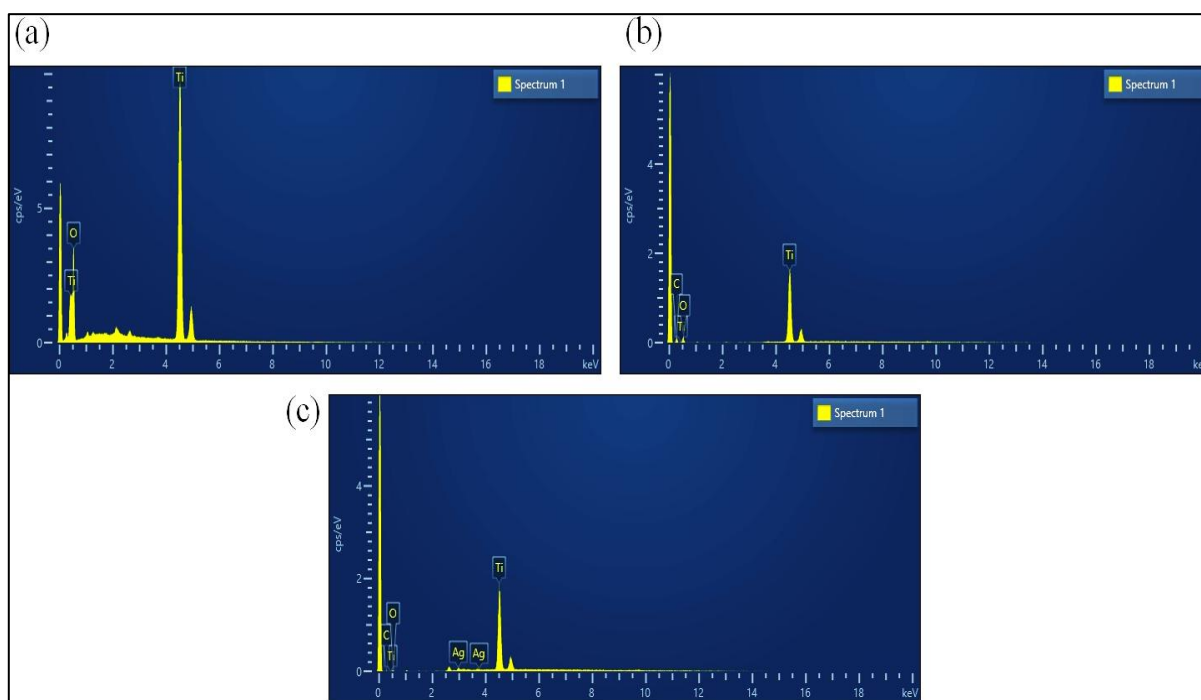 (a)
Spectrum 1
Ti
O
Ti
cps/eV
5
0
0 2 4 6 8 10 12 14 16 18 keV
(b)
Spectrum 1
Ti
C
O
T
cps/eV
4
2
0
0 2 4 6 8 10 12 14 16 18 ke
(c)
Spectrum 1
Ti
O
C
Ti
Ag
Ag
cps/eV
4
2
0
0 2 4 6 8 10 12 14 16 18 keV